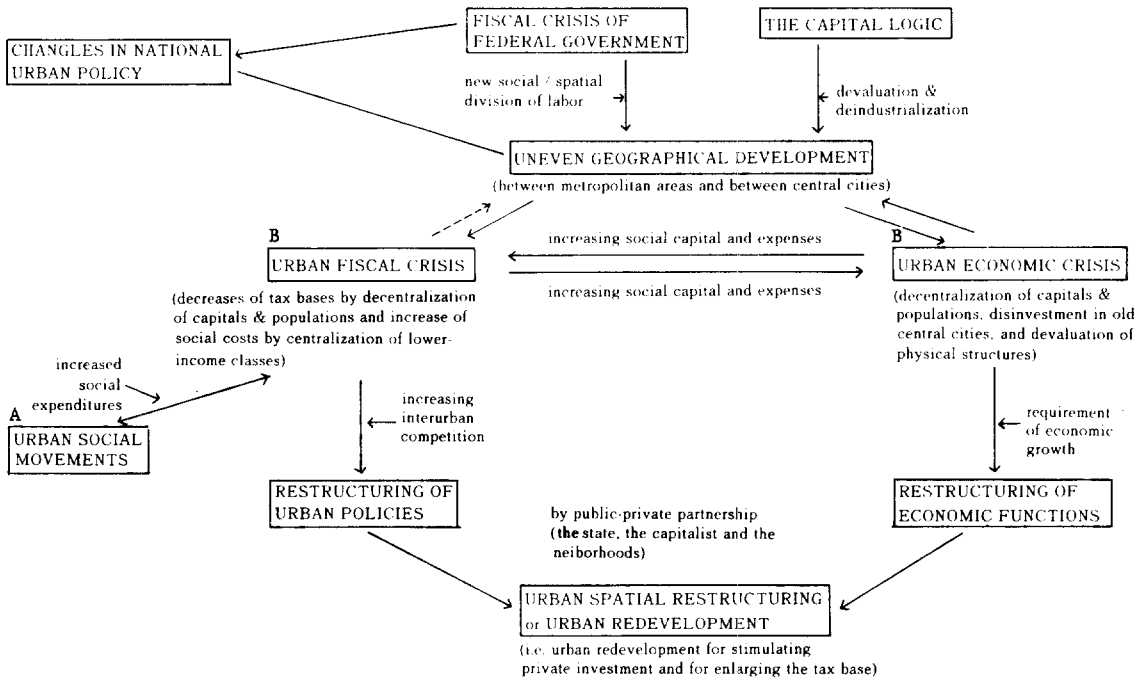 FISCAL CRISIS OF
FEDERAL GOVERNMENT
THE CAPITAL LOGIC
CHANGLES IN NATIONAL
URBAN POLICY
new social / spatial
division of labor
devaluation &
deindustrialization
UNEVEN GEOGRAPHICAL DEVELOPMENT
(between metropolitan areas and between central cities)
B
URBAN FISCAL CRISIS
(decreases of tax bases by decentralization
of capitals & populations and increase of
social costs by centralization of lower-
income classes)
increasing social capital and expenses
increasing social capital and expenses
B
URBAN ECONOMIC CRISIS
(decentralization of capitals &
populations, disinvestment in old
central cities, and devaluation of
physical structures)
increased
social
expenditures
A
URBAN SOCIAL
MOVEMENTS
increasing
interurban
competition
requirement
of economic
growth
RESTRUCTURING OF
URBAN POLICIES
by public-private partnership
(the state, the capitalist and the
neiborhoods)
RESTRUCTURING OF
ECONOMIC FUNCTIONS
URBAN SPATIAL RESTRUCTURING
or URBAN REDEVELOPMENT
(i.e. urban redevelopment for stimulating
private investment and for enlarging the tax base)